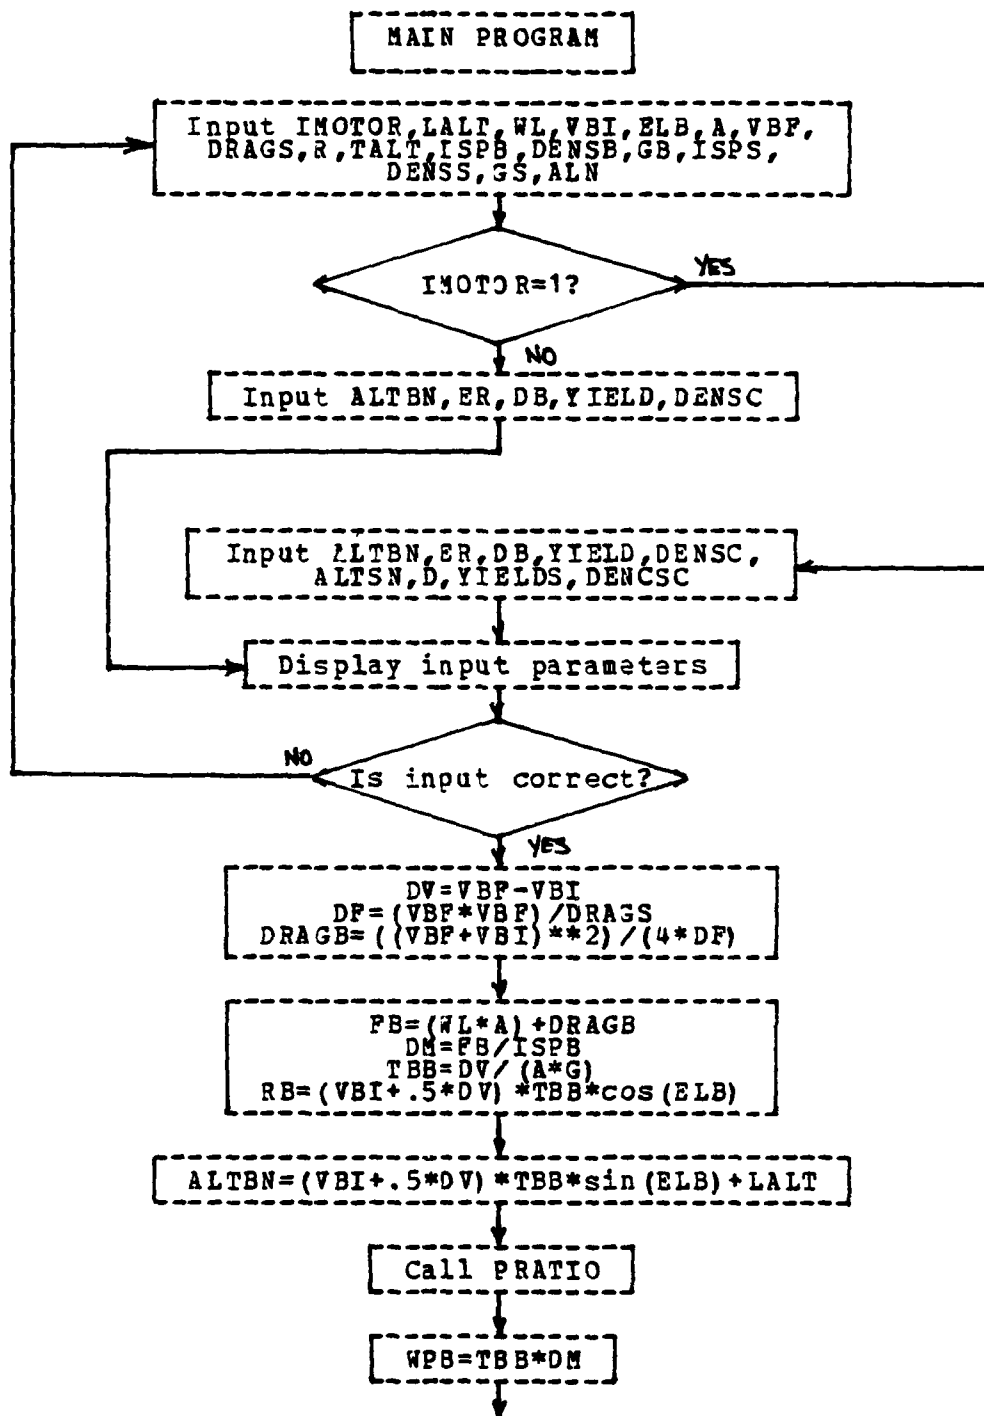 MAIN PROGRAM
Input IMOTOR,LALT,WL,VBI,ELB,A,VBF,
DRAGS,R,TALT,ISPB,DENSB,GB,ISPS,
DENSS,GS,ALN
IMOTOR=1?
YES
NO
Input ALTBN,ER,DB,YIELD,DENSC
Input ALTBN,ER,DB,YIELD,DENSC,
ALTSN,D,YIELDS,DENCSC
Display input parameters
NO
Is input correct?
YES
DV=VBF-VBI
DF=(VBF*VBF)/DRAGS
DRAGB=((VBF+VBI)**2)/(4*DF)
FB=(WL*A)+DRAGB
DM=FB/ISPB
TBB=DV/(A*G)
RB=(VBI+.5*DV)*TBB*cos(ELB)
ALTBN=(VBI+.5*DV)*TBB*sin(ELB)+LALT
Call PRATIO
WPB=TBB*DM